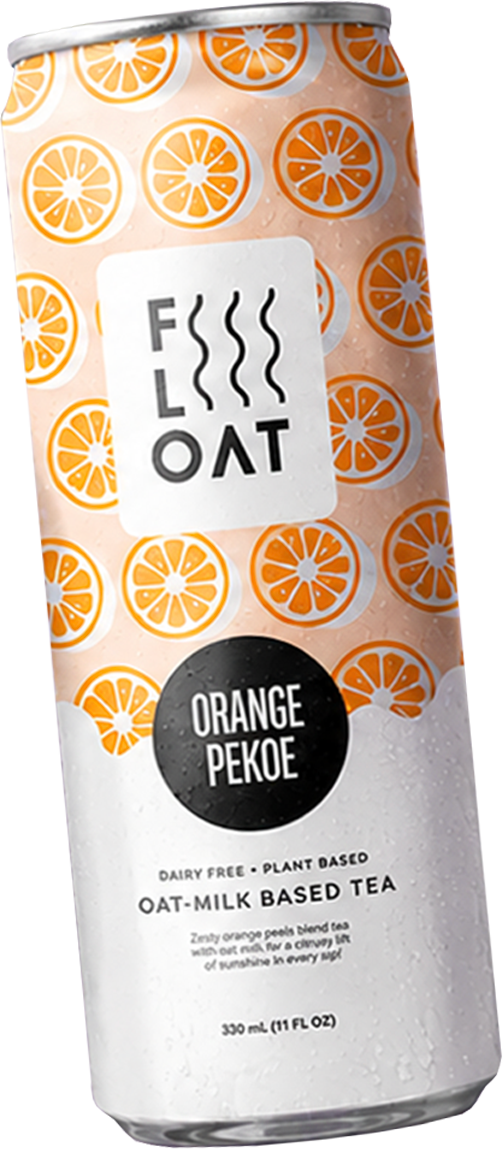 FLOAT
ORANGE
PEKOE
DAIRY FREE • PLANT BASED
OAT-MILK BASED TEA
Zesty orange peels blend tea
with oat milk for a citrusy lift
of sunshine in every sip!
330 mL (11 FL OZ)